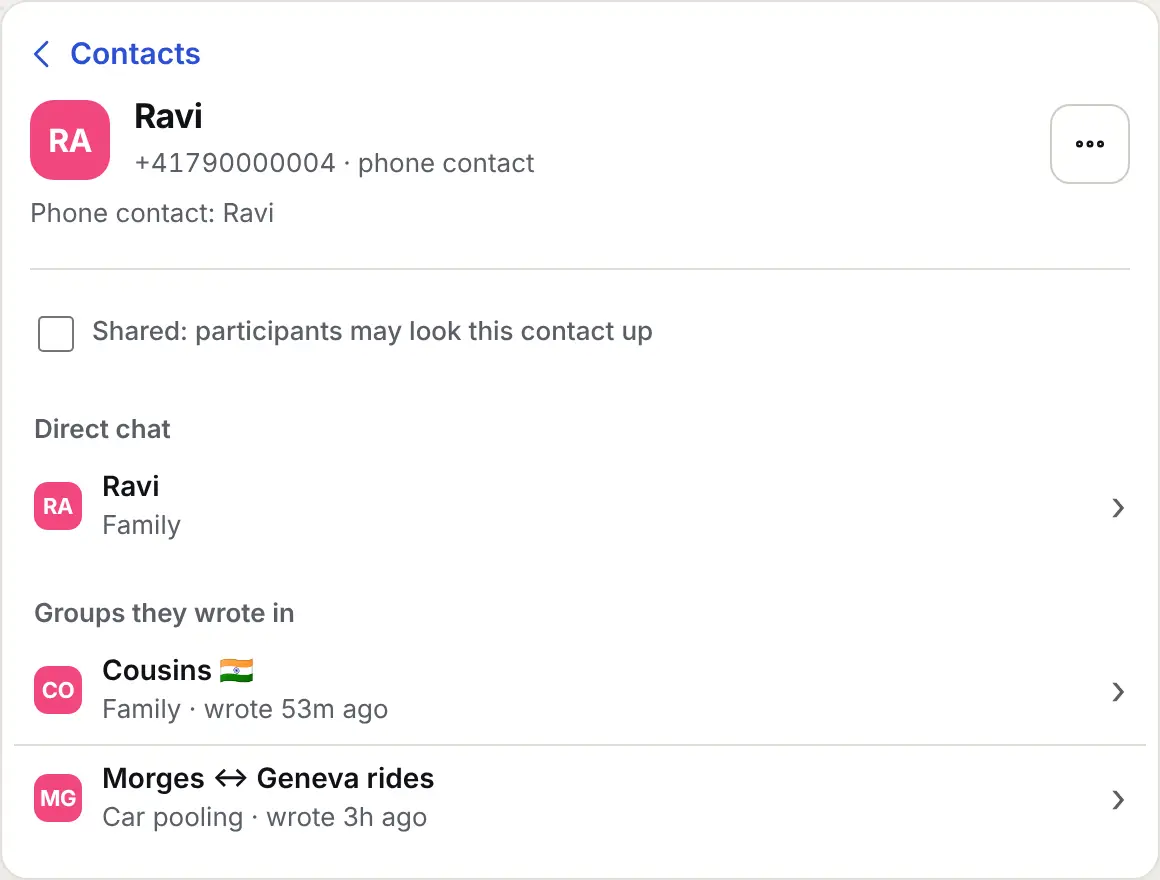 Contacts
RA
Ravi
+41790000004 · phone contact
Phone contact: Ravi
Shared: participants may look this contact up
Direct chat
RA
Ravi
Family
Groups they wrote in
CO
Cousins 🇮🇳
Family · wrote 53m ago
MG
Morges ↔ Geneva rides
Car pooling · wrote 3h ago